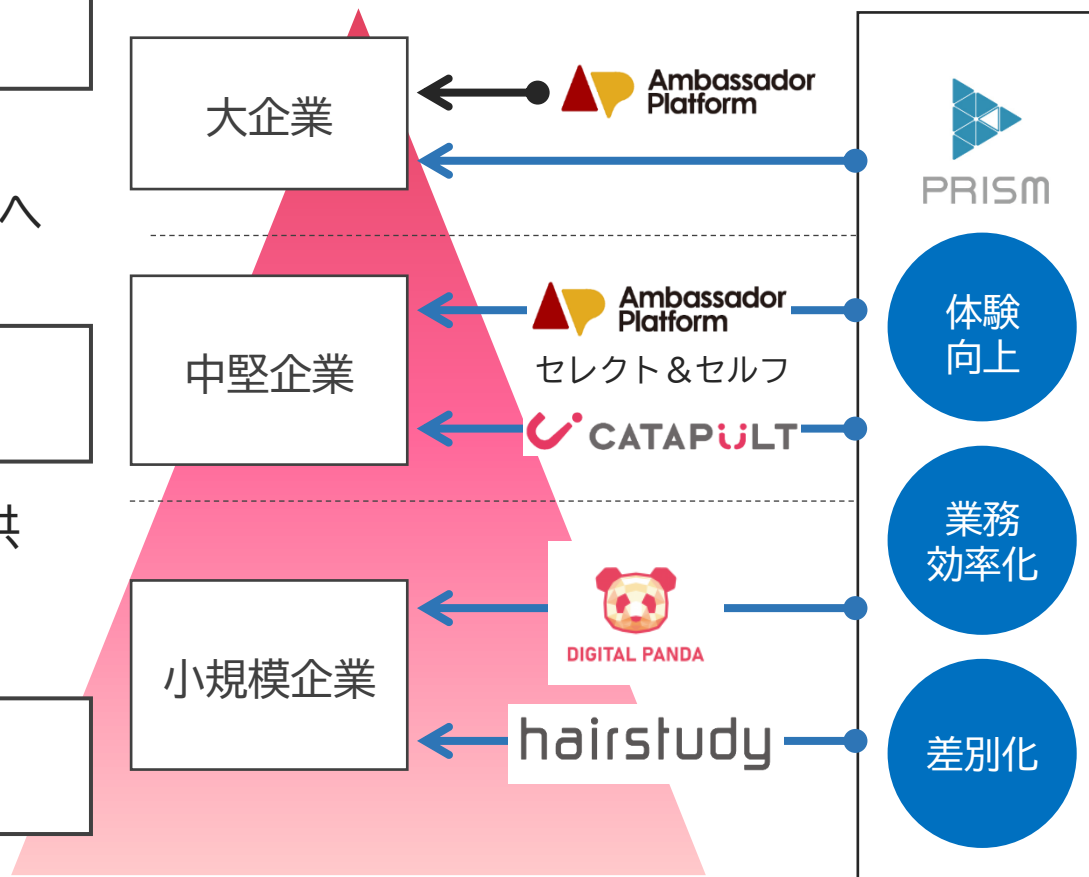 へ
供
大企業
Ambassador
Platform
中堅企業
Ambassador
Platform
セレクト＆セルフ
CATAPULT
小規模企業
DIGITAL PANDA
hairstudy
PRISM
体験
向上
業務
効率化
差別化